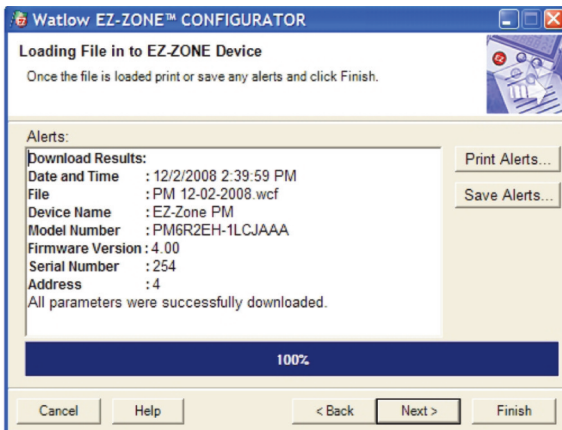 Watlow EZ-ZONE™ CONFIGURATOR
Loading File in to EZ-ZONE Device
Once the file is loaded print or save any alerts and click Finish.
Alerts:
Download Results:
Date and Time : 12/2/2008 2:39:59 PM
File : PM 12-02-2008.wcf
Device Name : EZ-Zone PM
Model Number : PM6R2EH-1LCJAAA
Firmware Version : 4.00
Serial Number : 254
Address : 4
All parameters were successfully downloaded.
Print Alerts...
Save Alerts...
100%
Cancel Help < Back Next > Finish